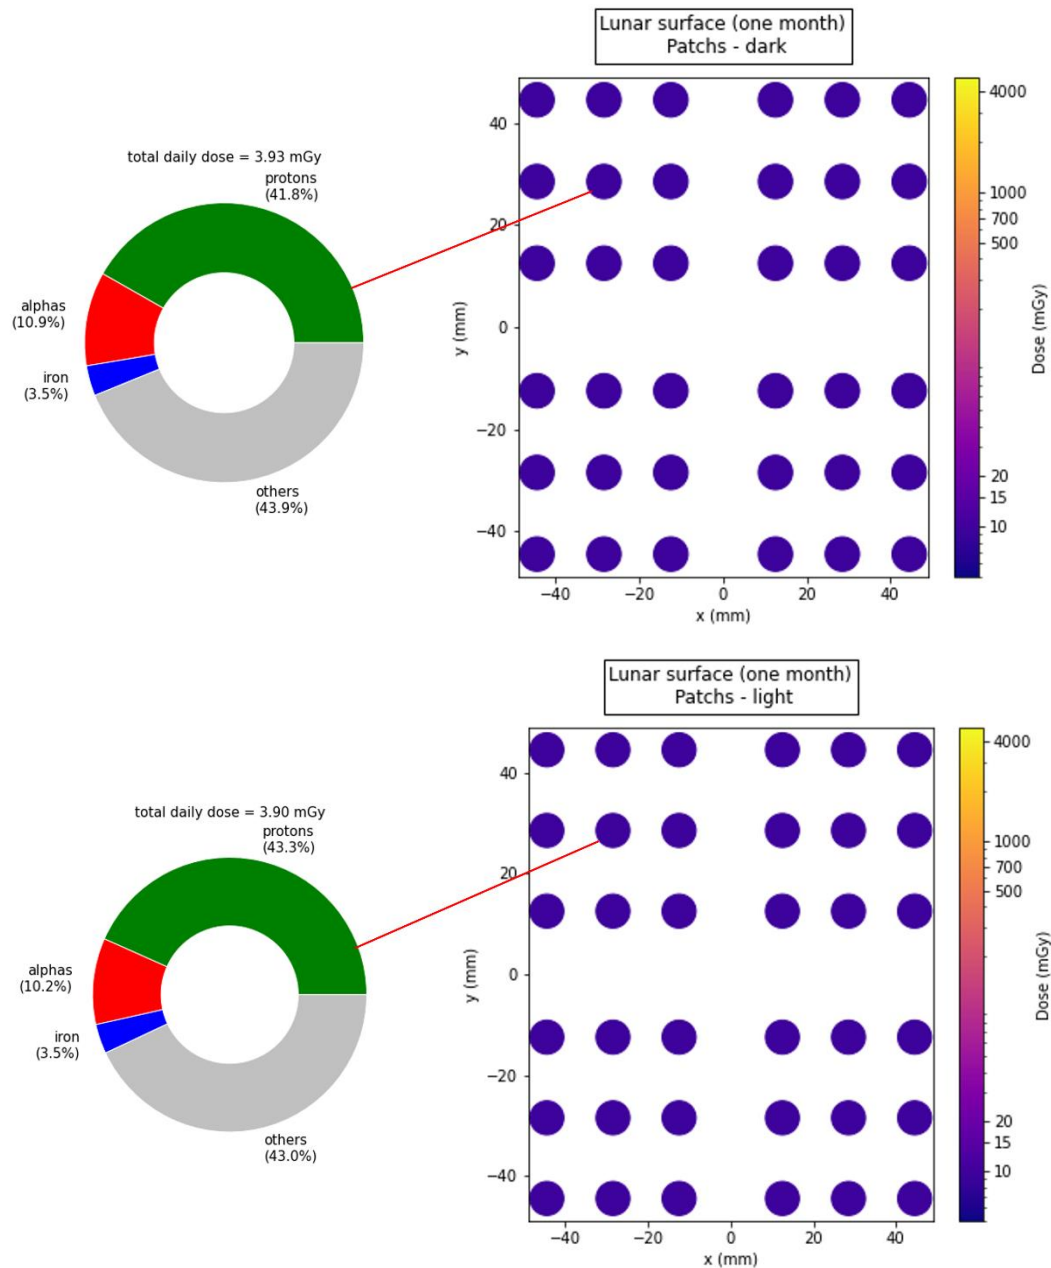 Lunar surface (one month)
Patchs - dark
total daily dose = 3.93 mGy
protons
(41.8%)
alphas
(10.9%)
iron
(3.5%)
others
(43.9%)
40
20
0
−20
−40
y (mm)
−40
−20
0
20
40
x (mm)
4000
1000
700
500
20
15
10
Dose (mGy)
Lunar surface (one month)
Patchs - light
total daily dose = 3.90 mGy
protons
(43.3%)
alphas
(10.2%)
iron
(3.5%)
others
(43.0%)
40
20
0
−20
−40
y (mm)
−40
−20
0
20
40
x (mm)
4000
1000
700
500
20
15
10
Dose (mGy)